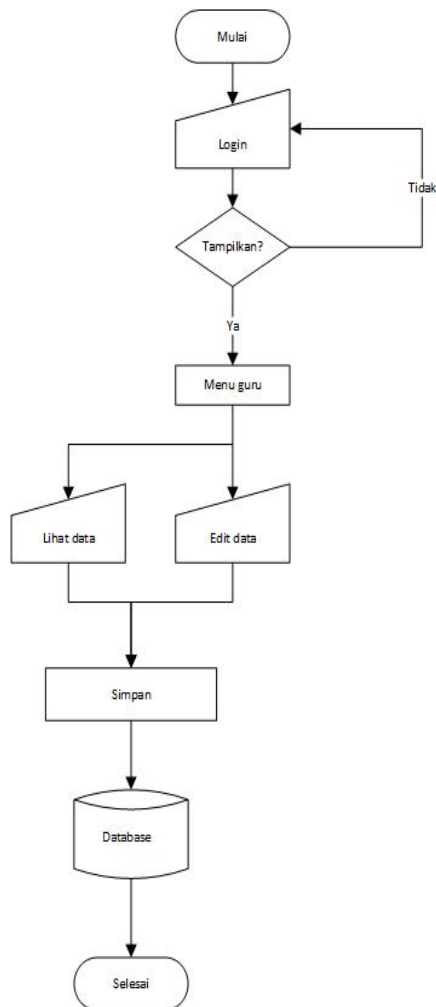 Mulai
Login
Tidak
Tampilkan?
Ya
Menu guru
Lihat data
Edit data
Simpan
Database
Selesai